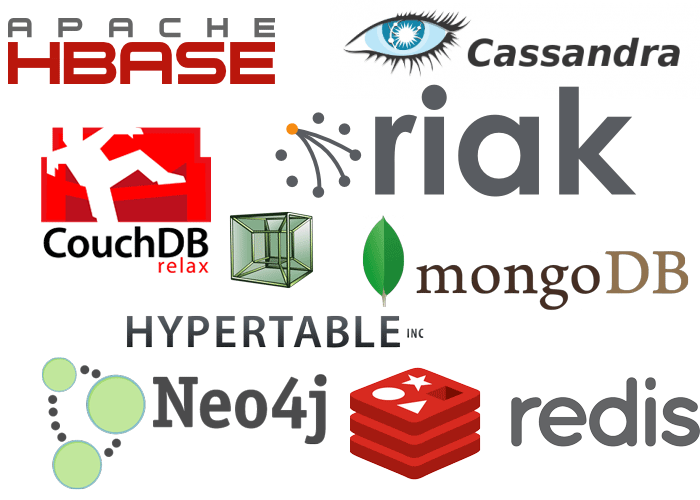 APACHE
HBASE
Cassandra
riak
CouchDB
relax
mongoDB
HYPERTABLE INC
Neo4j
redis